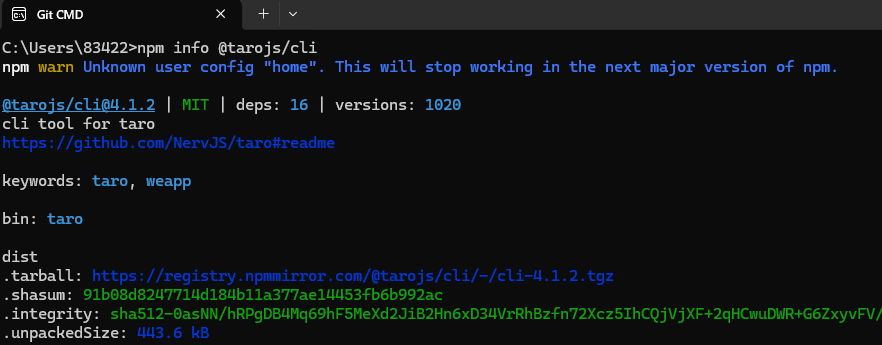 Git CMD
C:\Users\83422>npm info @tarojs/cli
npm warn Unknown user config "home". This will stop working in the next major version of npm.
@tarojs/cli@4.1.2 | MIT | deps: 16 | versions: 1020
cli tool for taro
https://github.com/NervJS/taro#readme
keywords: taro, weapp
bin: taro
dist
.tarball: https://registry.npmmirror.com/@tarojs/cli/-/cli-4.1.2.tgz
.shasum: 91b08d8247714d184b11a377ae14453fb6b992ac
.integrity: sha512-0asNN/hRPgDB4Mq69hF5MeXd2JiB2Hn6xD34VrRhBzfn72Xcz5IhCQjVjXF+2qHCwuDWR+G6ZxyvFV/
.unpackedSize: 443.6 kB